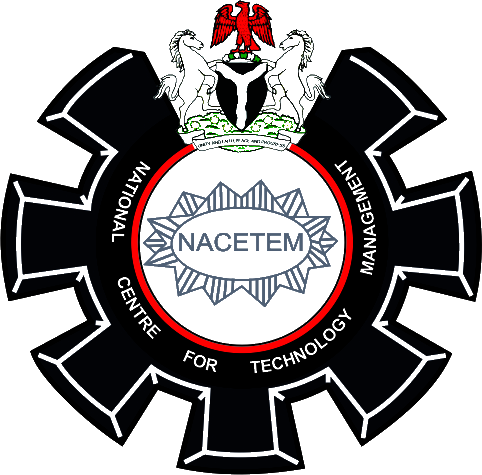 UNITY AND FAITH, PEACE AND PROGRESS
NACETEM
NATIONAL CENTRE FOR TECHNOLOGY MANAGEMENT